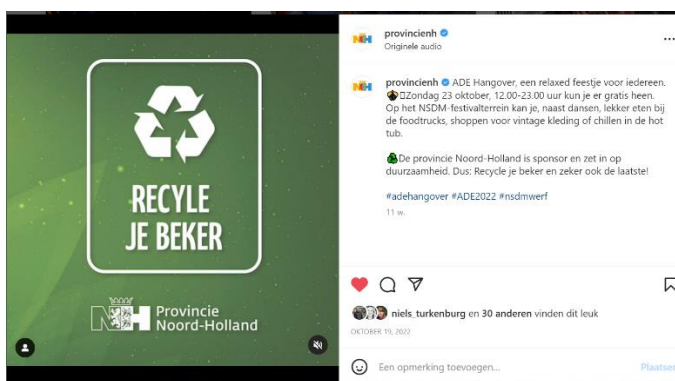 RECYLE
JE BEKER
NH Provincie
Noord-Holland
NH provincienh
Originele audio
NH provincienh ADE Hangover, een relaxed feestje voor iedereen.
Zondag 23 oktober, 12.00-23.00 uur kun je er gratis heen.
Op het NSDM-festivalterrein kan je, naast dansen, lekker eten bij
de foodtrucks, shoppen voor vintage kleding of chillen in de hot
tub.
De provincie Noord-Holland is sponsor en zet in op
duurzaamheid. Dus: Recycle je beker en zeker ook de laatste!
#adehangover #ADE2022 #nsdmwerf
11 w.
niels_turkenburg en 30 anderen vinden dit leuk
OKTOBER 19, 2022
Een opmerking toevoegen...
Plaatsen